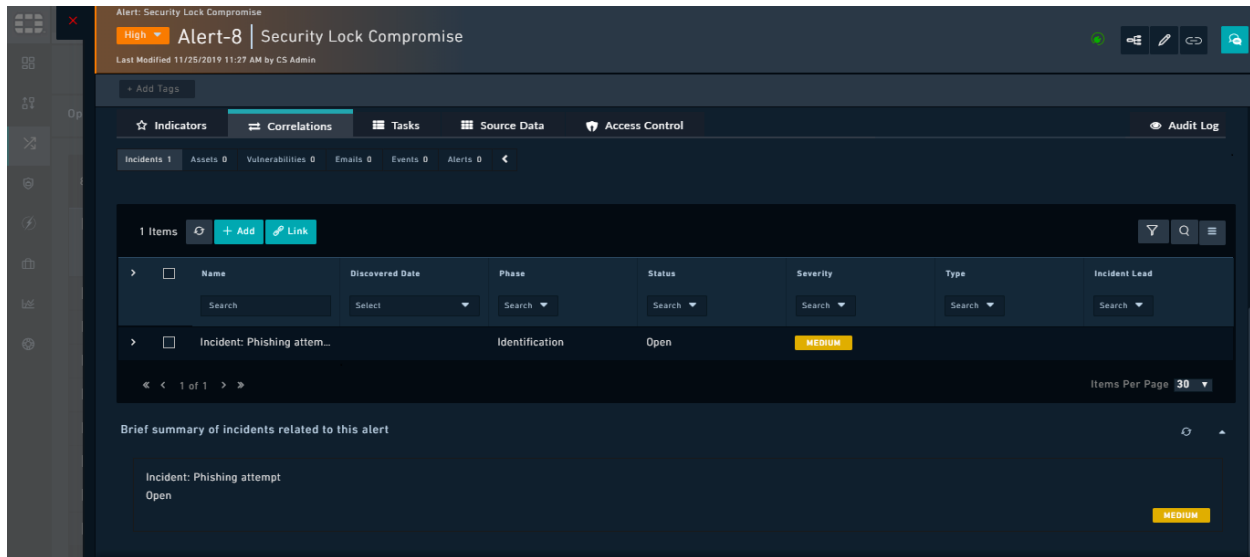 Alert: Security Lock Compromise
High Alert-8 | Security Lock Compromise
Last Modified 11/25/2019 11:27 AM by CS Admin
+ Add Tags
Op
Indicators Correlations Tasks Source Data Access Control Audit Log
Incidents 1 Assets 0 Vulnerabilities 0 Emails 0 Events 0 Alerts 0
1 Items + Add Link
Name Discovered Date Phase Status Severity Type Incident Lead
Search Select Search Search Search Search Search
Incident: Phishing attem... Identification Open MEDIUM
1 of 1 Items Per Page 30
Brief summary of incidents related to this alert
Incident: Phishing attempt
Open
MEDIUM